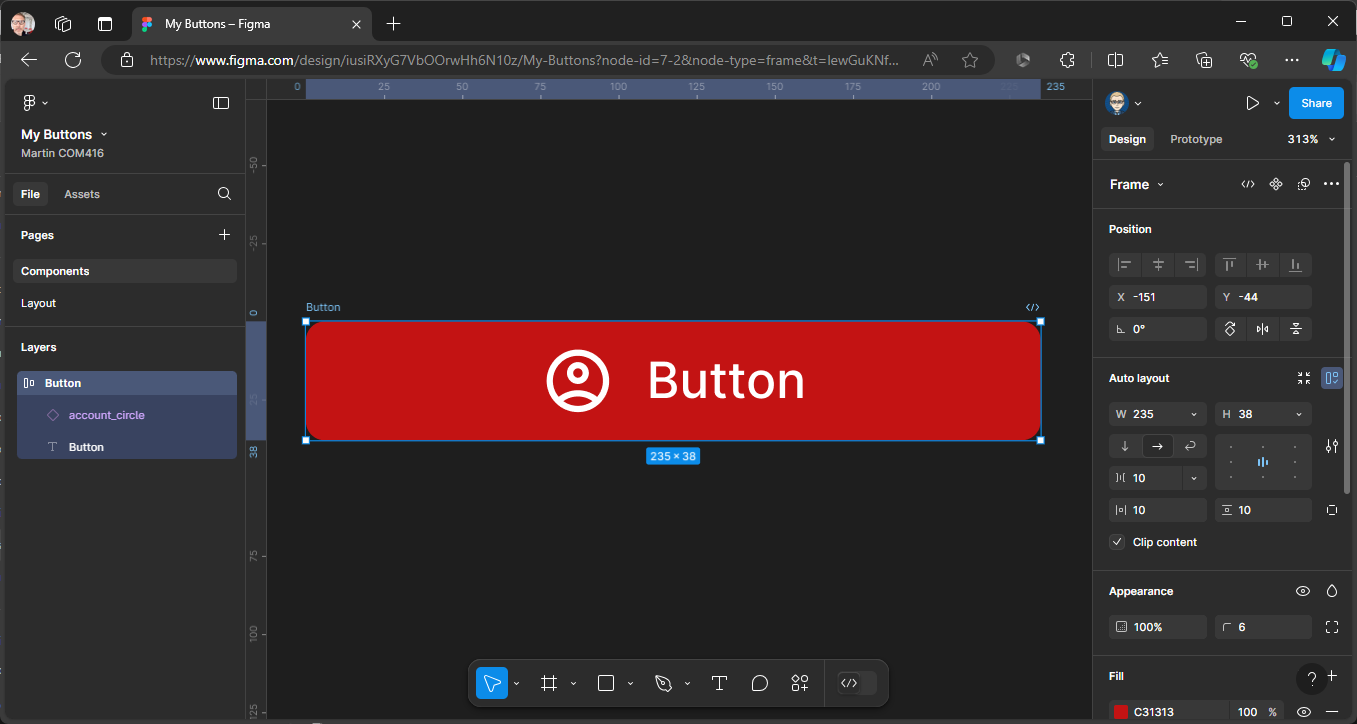 My Buttons – Figma
https://www.figma.com/design/iusiRXyG7VbOOrwHh6N10z/My-Buttons?node-id=7-2&node-type=frame&t=lewGuKNf...
My Buttons
Martin COM416
File Assets
Pages
Components
Layout
Layers
Button
account_circle
Button
0 25 50 75 100 125 150 175 200 225 235
-50
-25
0
25
38
75
100
125
Button
Button
235 × 38
Share
Design Prototype 313%
Frame
Position
X -151 Y -44
0°
Auto layout
W 235 H 38
10
10 10
Clip content
Appearance
100% 6
Fill
?
C31313 100 %